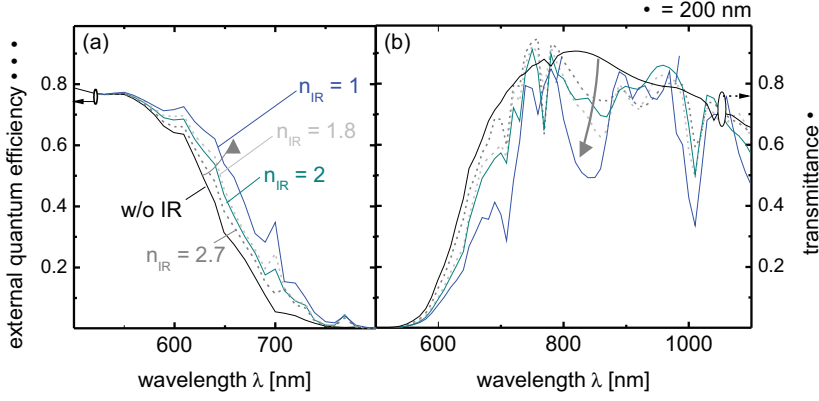 • = 200 nm
(a)
(b)
external quantum efficiency • • •
0.8
0.6
0.4
0.2
n_IR = 1
n_IR = 1.8
n_IR = 2
w/o IR
n_IR = 2.7
600
700
wavelength λ [nm]
600
800
1000
wavelength λ [nm]
0.8
0.6
0.4
0.2
transmittance •